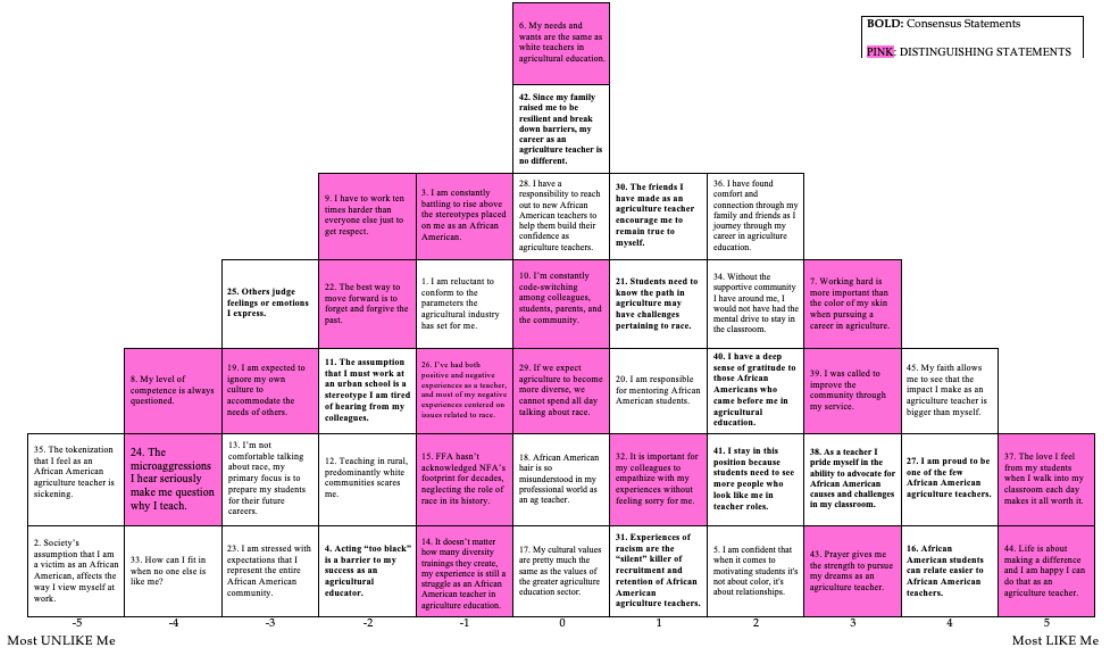 6. My needs and
wants are the same as
white teachers in
agricultural education.
BOLD: Consensus Statements
PINK: DISTINGUISHING STATEMENTS
42. Since my family
raised me to be
resilient and break
down barriers, my
career as an
agriculture teacher is
no different.
9. I have to work ten
times harder than
everyone else just to
get respect.
3. I am constantly
battling to rise above
the stereotypes placed
on me as an African
American.
28. I have a
responsibility to reach
out to new African
American teachers to
help them build their
confidence as
agriculture teachers.
30. The friends I
have made as an
agriculture teacher
encourage me to
remain true to
myself.
36. I have found
comfort and
connection through my
family and friends as I
journey through my
career in agriculture
education.
25. Others judge
feelings or emotions
I express.
22. The best way to
move forward is to
forget and forgive the
past.
1. I am reluctant to
conform to the
parameters the
agricultural industry
has set for me.
10. I'm constantly
code-switching
among colleagues,
students, parents, and
the community.
21. Students need to
know the path in
agriculture may
have challenges
pertaining to race.
34. Without the
supportive community
I have around me, I
would not have had the
mental drive to stay in
the classroom.
7. Working hard is
more important than
the color of my skin
when pursuing a
career in agriculture.
8. My level of
competence is always
questioned.
19. I am expected to
ignore my own
culture to
accommodate the
needs of others.
11. The assumption
that I must work at
an urban school is a
stereotype I am tired
of hearing from my
colleagues.
26. I've had both
positive and negative
experiences as a teacher,
and most of my negative
experiences centered on
issues related to race.
29. If we expect
agriculture to become
more diverse, we
cannot spend all day
talking about race.
20. I am responsible
for mentoring African
American students.
40. I have a deep
sense of gratitude to
those African
Americans who
came before me in
agricultural
education.
39. I was called to
improve the
community through
my service.
45. My faith allows
me to see that the
impact I make as an
agriculture teacher is
bigger than myself.
35. The tokenization
that I feel as an
African American
agriculture teacher is
sickening.
24. The
microaggressions
I hear seriously
make me question
why I teach.
13. I'm not
comfortable talking
about race, my
primary focus is to
prepare my students
for their future
careers.
12. Teaching in rural,
predominantly white
communities scares
me.
15. FFA hasn't
acknowledged NFA's
footprint for decades,
neglecting the role of
race in its history.
18. African American
hair is so
misunderstood in my
professional world as
an ag teacher.
32. It is important for
my colleagues to
empathize with my
experiences without
feeling sorry for me.
41. I stay in this
position because
students need to see
more people who
look like me in
teacher roles.
38. As a teacher I
pride myself in the
ability to advocate for
African American
causes and challenges
in my classroom.
27. I am proud to be
one of the few
African American
agriculture teachers.
37. The love I feel
from my students
when I walk into my
classroom each day
makes it all worth it.
2. Society's
assumption that I am
a victim as an African
American, affects the
way I view myself at
work.
33. How can I fit in
when no one else is
like me?
23. I am stressed with
expectations that I
represent the entire
African American
community.
4. Acting "too black"
is a barrier to my
success as an
agricultural
educator.
14. It doesn't matter
how many diversity
trainings they create,
my experience is still a
struggle as an African
American teacher in
agriculture education.
17. My cultural values
are pretty much the
same as the values of
the greater agriculture
education sector.
31. Experiences of
racism are the
"silent" killer of
recruitment and
retention of African
American
agriculture teachers.
5. I am confident that
when it comes to
motivating students it's
not about color, it's
about relationships.
43. Prayer gives me
the strength to pursue
my dreams as an
agriculture teacher.
16. African
American students
can relate easier to
African American
teachers.
44. Life is about
making a difference
and I am happy I can
do that as an
agriculture teacher.
-5 -4 -3 -2 -1 0 1 2 3 4 5
Most UNLIKE Me Most LIKE Me